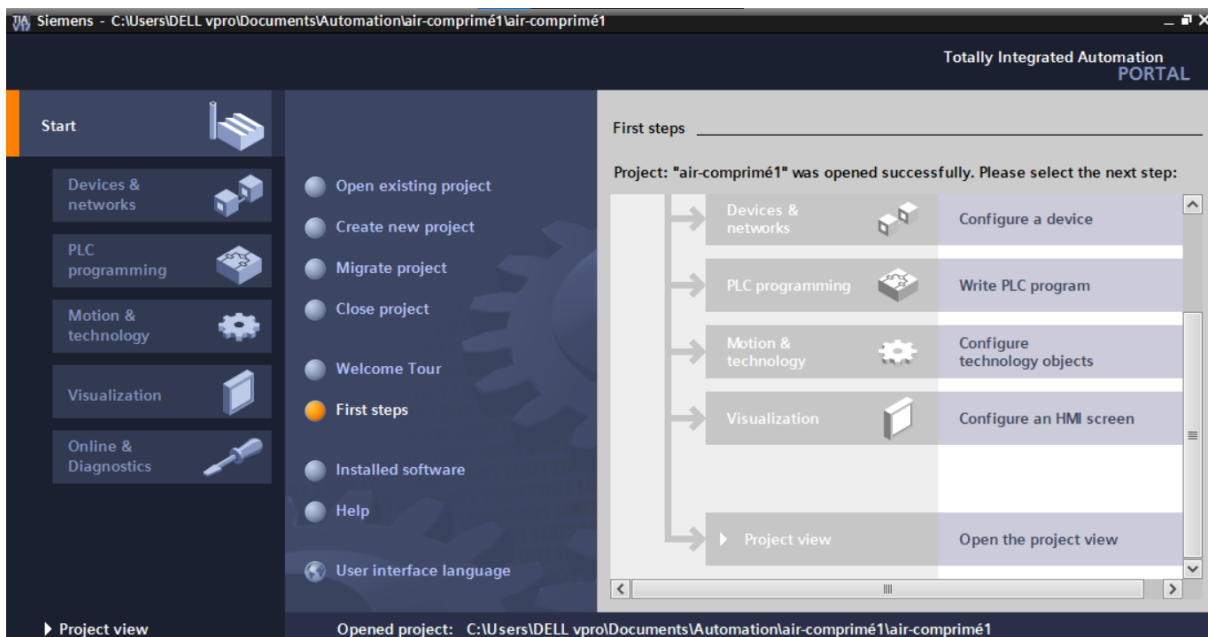 Siemens - C:\Users\DELL vpro\Documents\Automation\air-comprimé1\air-comprimé1
Totally Integrated Automation
PORTAL
Start
Devices &
networks
PLC
programming
Motion &
technology
Visualization
Online &
Diagnostics
Project view
Open existing project
Create new project
Migrate project
Close project
Welcome Tour
First steps
Installed software
Help
User interface language
First steps
Project: "air-comprimé1" was opened successfully. Please select the next step:
Devices &
networks
Configure a device
PLC programming
Write PLC program
Motion &
technology
Configure
technology objects
Visualization
Configure an HMI screen
Project view
Open the project view
Opened project: C:\Users\DELL vpro\Documents\Automation\air-comprimé1\air-comprimé1